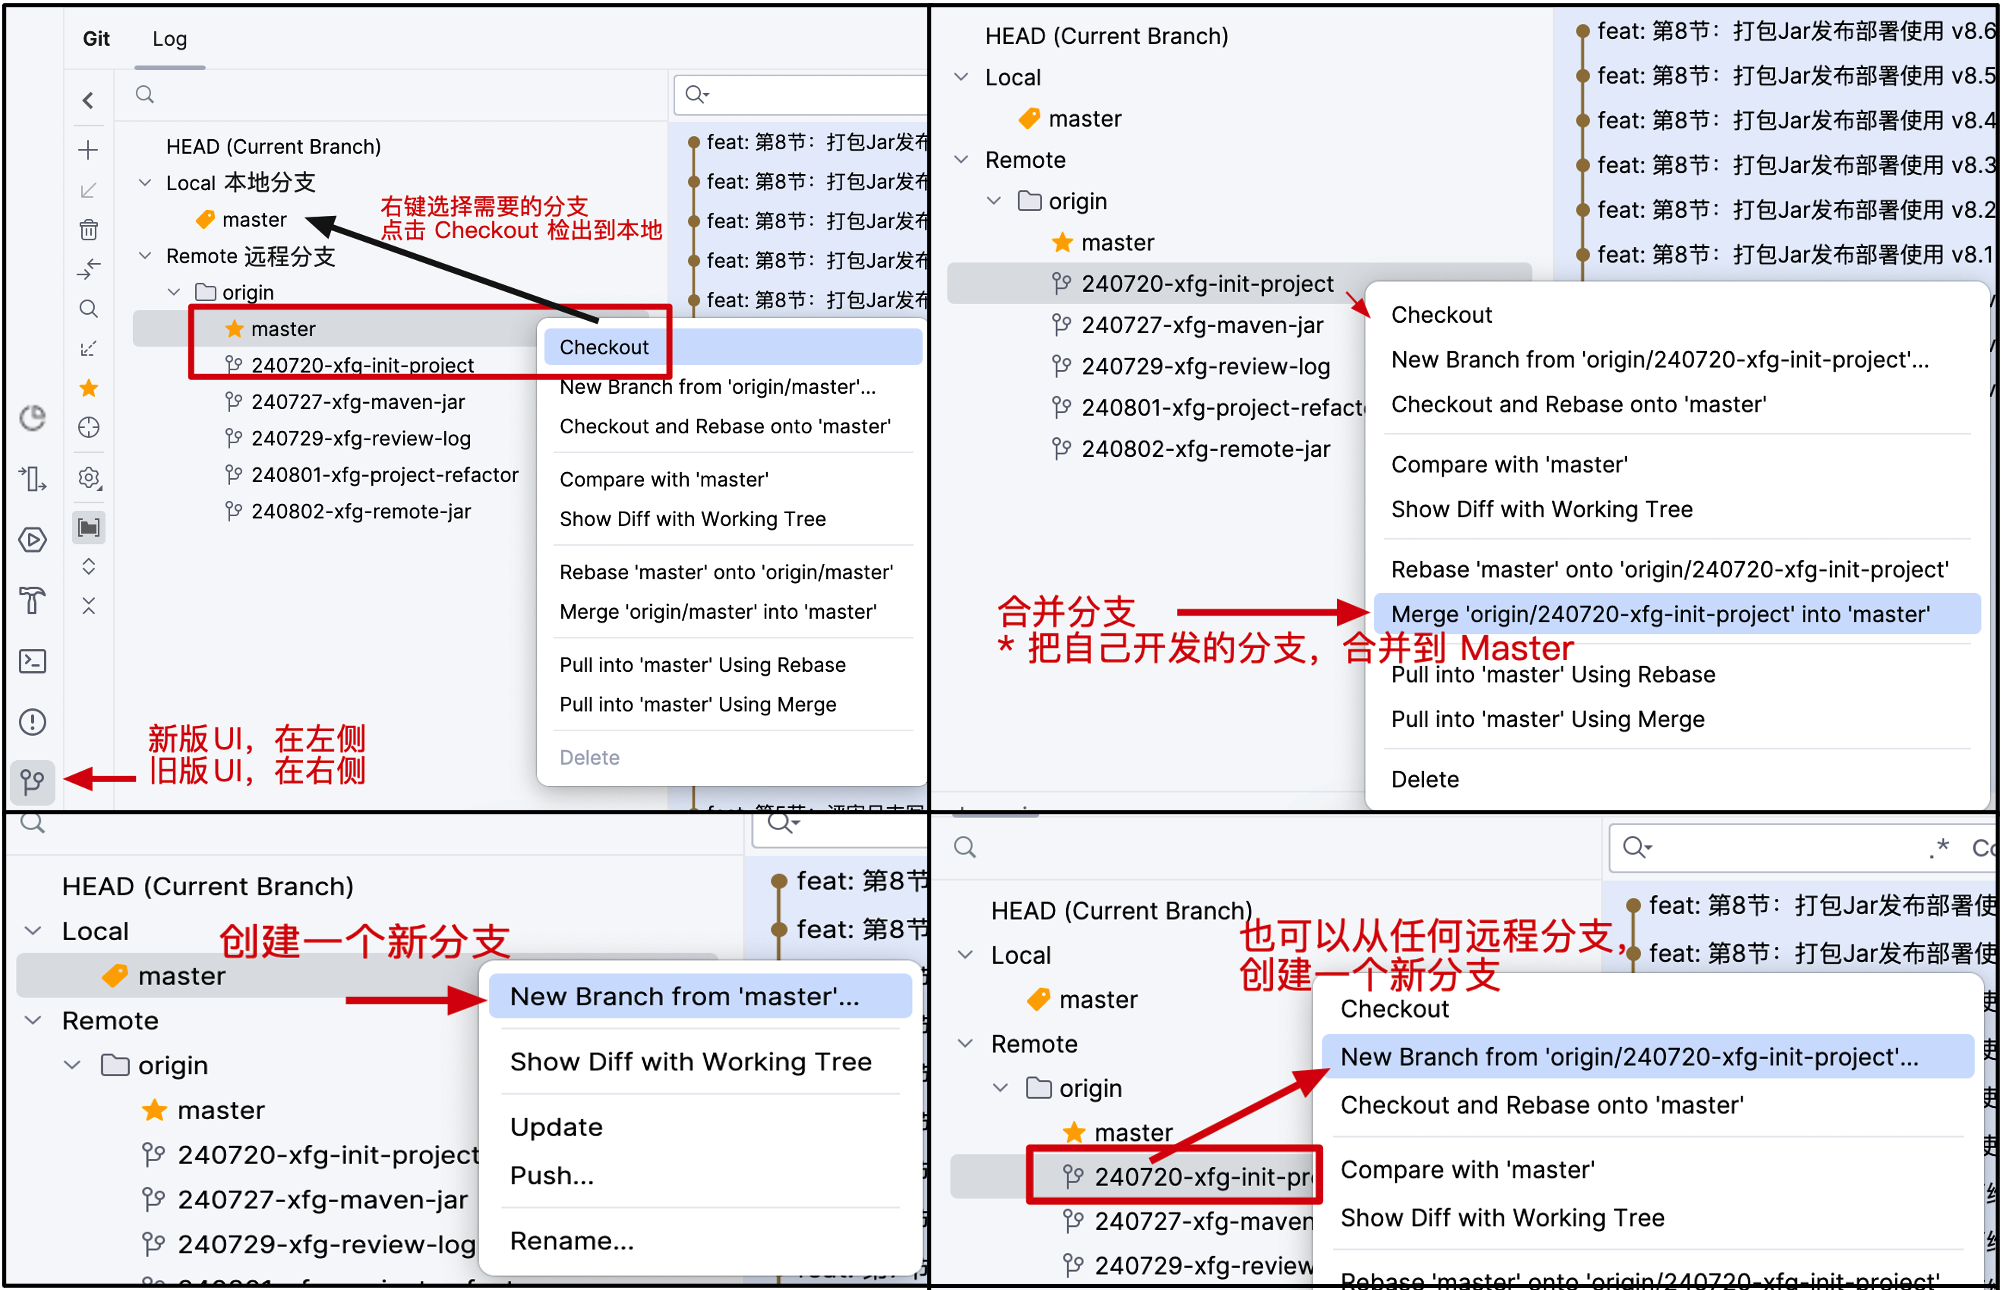 Git Log
HEAD (Current Branch)
Local 本地分支
master
右键选择需要的分支
点击 Checkout 检出到本地
Remote 远程分支
origin
master
240720-xfg-init-project
240727-xfg-maven-jar
240729-xfg-review-log
240801-xfg-project-refactor
240802-xfg-remote-jar
feat: 第8节：打包Jar发布
feat: 第8节：打包Jar发布
feat: 第8节：打包Jar发布
feat: 第8节：打包Jar发布
feat: 第8节：打包Jar发布
Checkout
New Branch from 'origin/master'...
Checkout and Rebase onto 'master'
Compare with 'master'
Show Diff with Working Tree
Rebase 'master' onto 'origin/master'
Merge 'origin/master' into 'master'
Pull into 'master' Using Rebase
Pull into 'master' Using Merge
Delete
新版UI，在左侧
旧版UI，在右侧
HEAD (Current Branch)
Local
master
Remote
origin
master
240720-xfg-init-project
240727-xfg-maven-jar
240729-xfg-review-log
240801-xfg-project-refacto
240802-xfg-remote-jar
feat: 第8节：打包Jar发布部署使用 v8.6
feat: 第8节：打包Jar发布部署使用 v8.5
feat: 第8节：打包Jar发布部署使用 v8.4
feat: 第8节：打包Jar发布部署使用 v8.3
feat: 第8节：打包Jar发布部署使用 v8.2
feat: 第8节：打包Jar发布部署使用 v8.1
Checkout
New Branch from 'origin/240720-xfg-init-project'...
Checkout and Rebase onto 'master'
Compare with 'master'
Show Diff with Working Tree
Rebase 'master' onto 'origin/240720-xfg-init-project'
Merge 'origin/240720-xfg-init-project' into 'master'
Pull into 'master' Using Rebase
Pull into 'master' Using Merge
Delete
合并分支
* 把自己开发的分支，合并到 Master
HEAD (Current Branch)
Local
master
Remote
origin
master
240720-xfg-init-project
240727-xfg-maven-jar
240729-xfg-review-log
创建一个新分支
feat: 第8节
feat: 第8节
New Branch from 'master'...
Show Diff with Working Tree
Update
Push...
Rename...
.*
HEAD (Current Branch)
Local
master
Remote
origin
master
240720-xfg-init-pr
240727-xfg-maven
240729-xfg-review
也可以从任何远程分支，
创建一个新分支
feat: 第8节：打包Jar发布部署使
feat: 第8节：打包Jar发布部署使
Checkout
New Branch from 'origin/240720-xfg-init-project'...
Checkout and Rebase onto 'master'
Compare with 'master'
Show Diff with Working Tree
Rebase 'master' onto 'origin/240720-xfg-init-project'